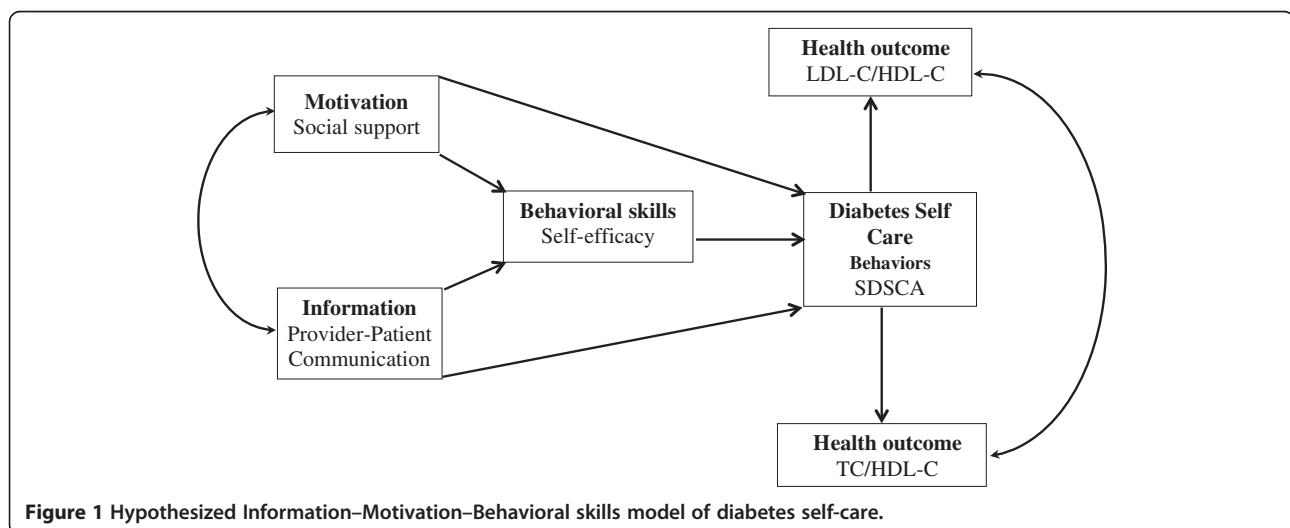 Health outcome
LDL-C/HDL-C
Motivation
Social support
Behavioral skills
Self-efficacy
Diabetes Self
Care
Behaviors
SDSCA
Information
Provider-Patient
Communication
Health outcome
TC/HDL-C
Figure 1 Hypothesized Information–Motivation–Behavioral skills model of diabetes self-care.